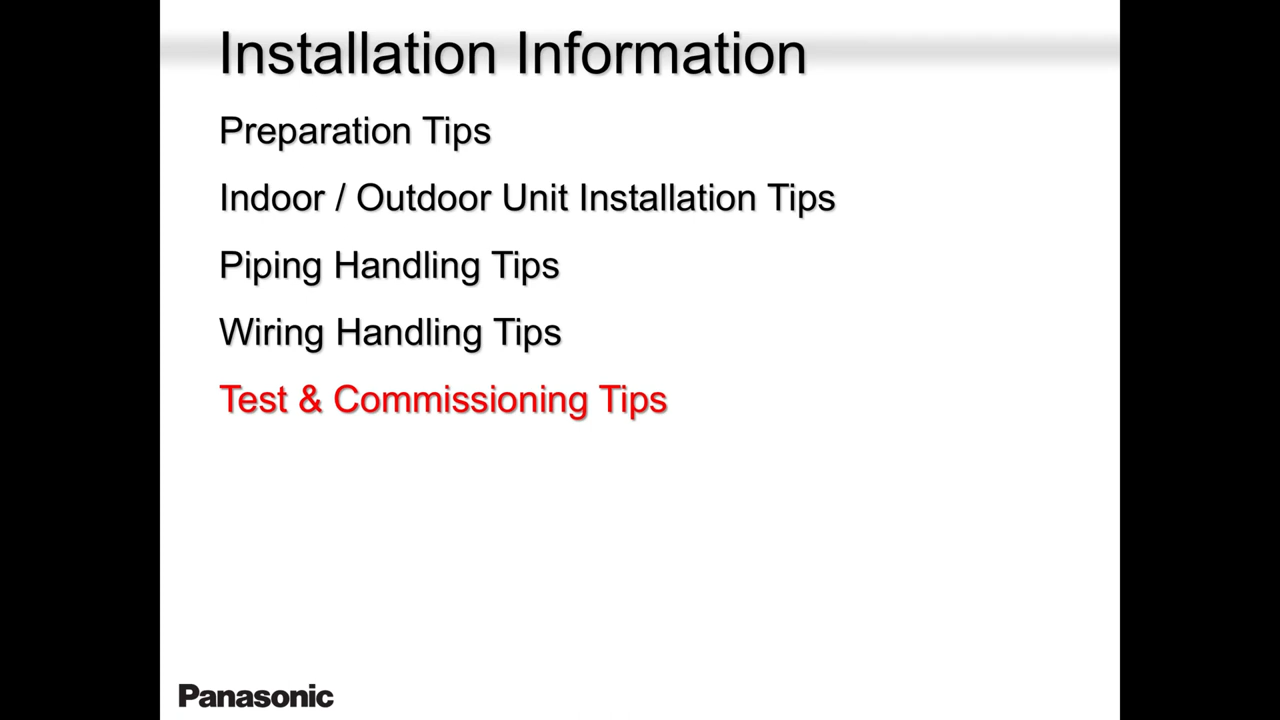 Installation Information
Preparation Tips
Indoor / Outdoor Unit Installation Tips
Piping Handling Tips
Wiring Handling Tips
Test & Commissioning Tips
Panasonic